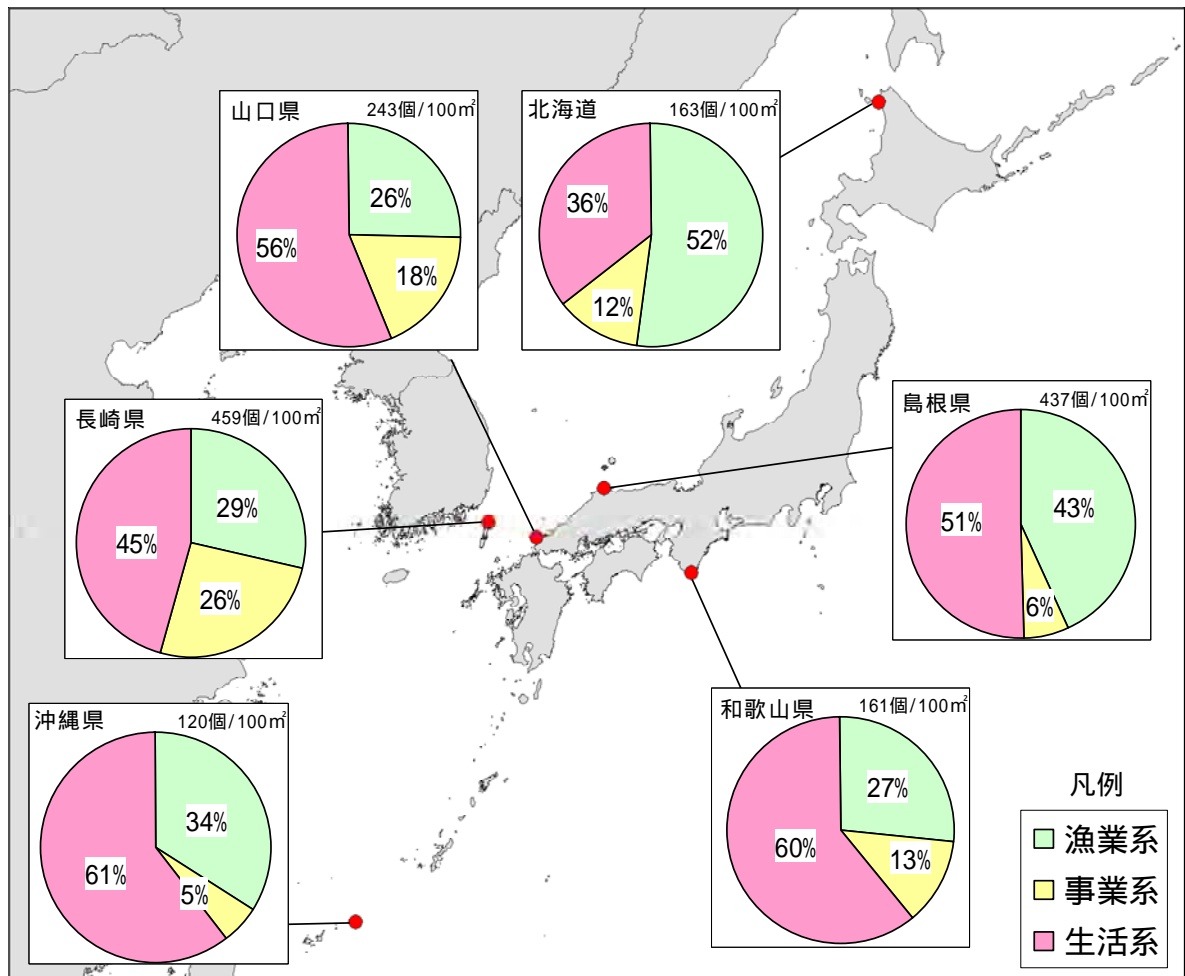 山口県 243個/100㎡
26%
56%
18%
北海道 163個/100㎡
36%
52%
12%
長崎県 459個/100㎡
29%
45%
26%
島根県 437個/100㎡
43%
51%
6%
沖縄県 120個/100㎡
34%
61%
5%
和歌山県 161個/100㎡
27%
60%
13%
凡例
漁業系
事業系
生活系